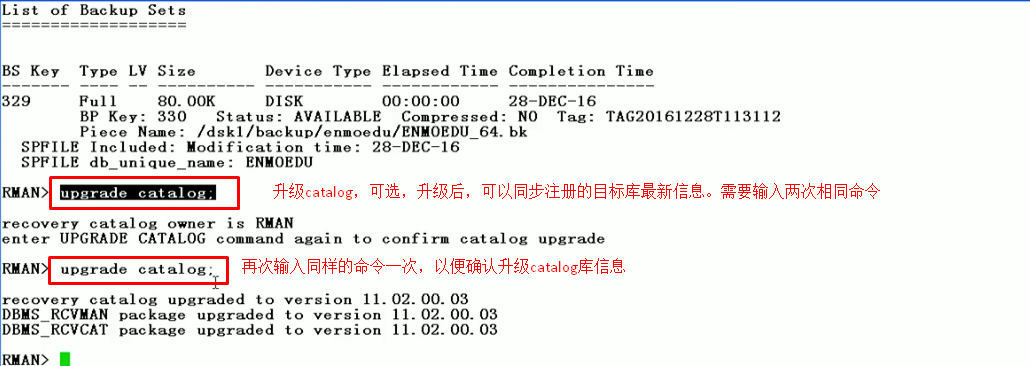 List of Backup Sets
===================
BS Key  Type LV Size       Device Type Elapsed Time Completion Time
------- ---- -- ---------- ----------- ------------ ---------------
329     Full    80.00K     DISK        00:00:00     28-DEC-16
BP Key: 330   Status: AVAILABLE  Compressed: NO  Tag: TAG20161228T113112
Piece Name: /dsk1/backup/enmoedu/ENMOEDU_64.bk
SPFILE Included: Modification time: 28-DEC-16
SPFILE db_unique_name: ENMOEDU
RMAN> upgrade catalog; 升级catalog，可选，升级后，可以同步注册的目标库最新信息。需要输入两次相同命令
recovery catalog owner is RMAN
enter UPGRADE CATALOG command again to confirm catalog upgrade
RMAN> upgrade catalog; 再次输入同样的命令一次，以便确认升级catalog库信息
recovery catalog upgraded to version 11.02.00.03
DBMS_RCVMAN package upgraded to version 11.02.00.03
DBMS_RCVCAT package upgraded to version 11.02.00.03
RMAN>